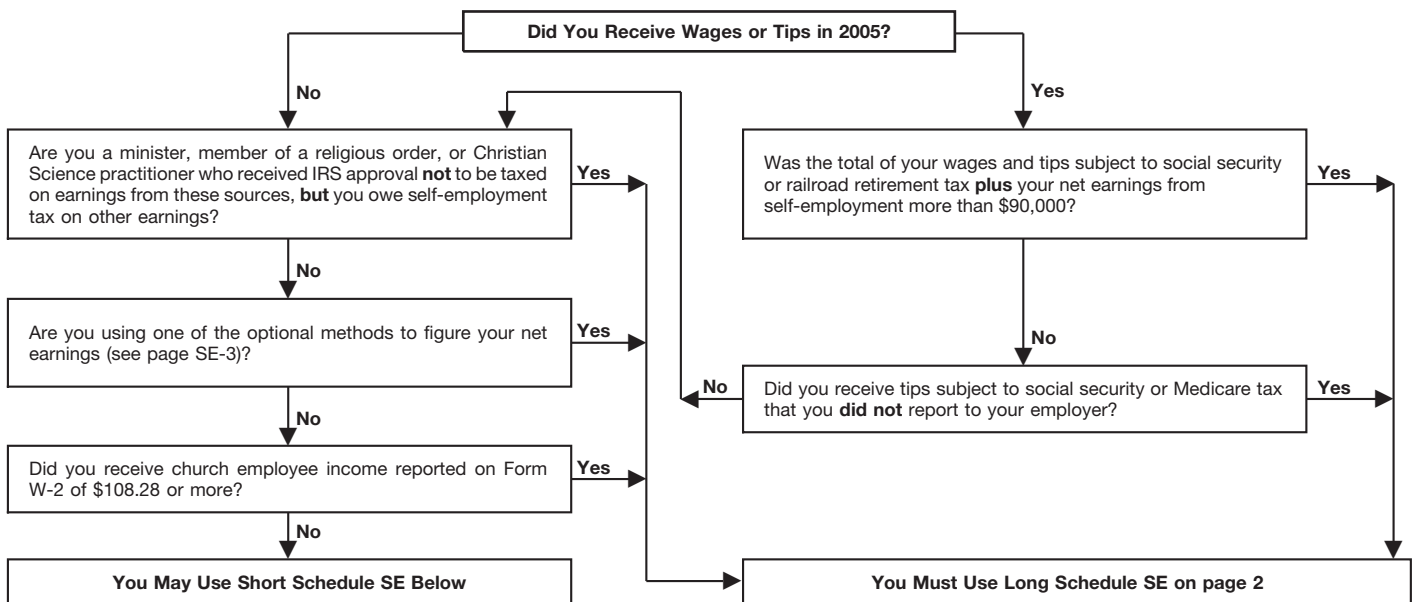 Did You Receive Wages or Tips in 2005?
No
Yes
Are you a minister, member of a religious order, or Christian
Science practitioner who received IRS approval not to be taxed
on earnings from these sources, but you owe self-employment
tax on other earnings?
Yes
Was the total of your wages and tips subject to social security
or railroad retirement tax plus your net earnings from
self-employment more than $90,000?
Yes
No
Are you using one of the optional methods to figure your net
earnings (see page SE-3)?
Yes
No
No
Did you receive tips subject to social security or Medicare tax
that you did not report to your employer?
Yes
No
Did you receive church employee income reported on Form
W-2 of $108.28 or more?
Yes
No
You May Use Short Schedule SE Below
You Must Use Long Schedule SE on page 2